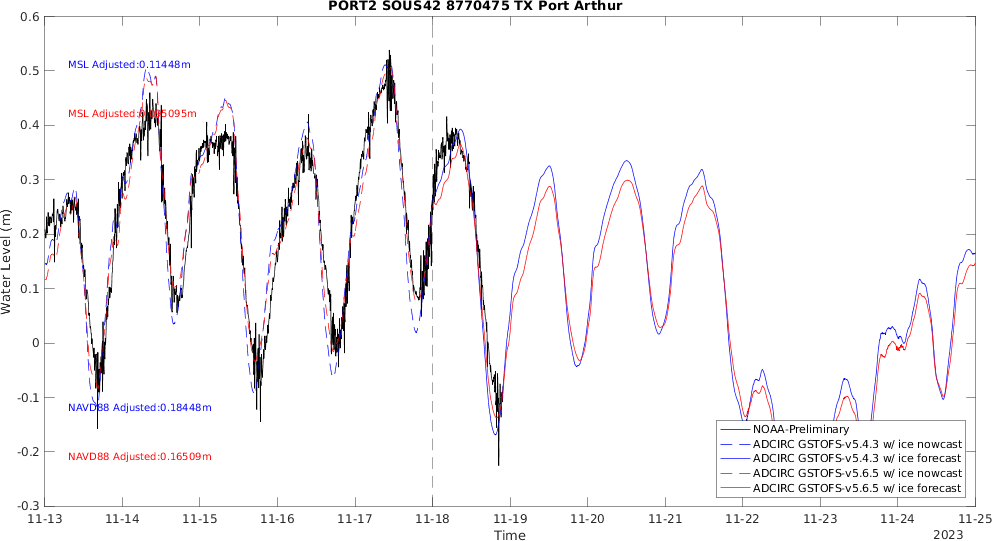 PORT2 SOUS42 8770475 TX Port Arthur
0.6
0.5
0.4
0.3
0.2
0.1
0
-0.1
-0.2
-0.3
Water Level (m)
MSL Adjusted:0.11448m
MSL Adjusted:
NAVD88 Adjusted:0.18448m
NAVD88 Adjusted:0.16509m
NOAA-Preliminary
ADCIRC GSTOFS-v5.4.3 w/ ice nowcast
ADCIRC GSTOFS-v5.4.3 w/ ice forecast
ADCIRC GSTOFS-v5.6.5 w/ ice nowcast
ADCIRC GSTOFS-v5.6.5 w/ ice forecast
11-13 11-14 11-15 11-16 11-17 11-18 11-19 11-20 11-21 11-22 11-23 11-24 11-25
Time
2023